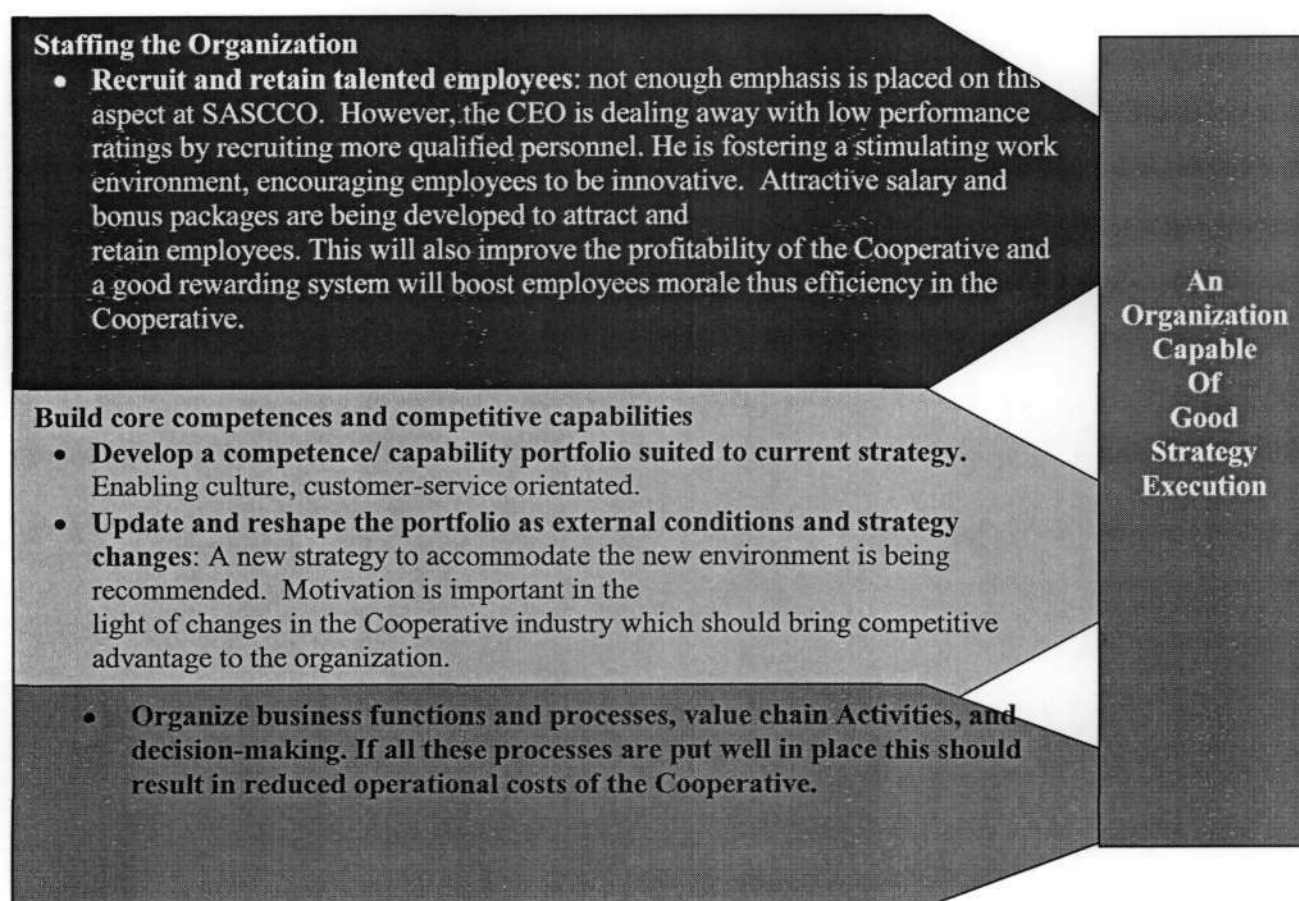 Staffing the Organization
• Recruit and retain talented employees: not enough emphasis is placed on this
aspect at SASCCO. However, the CEO is dealing away with low performance
ratings by recruiting more qualified personnel. He is fostering a stimulating work
environment, encouraging employees to be innovative. Attractive salary and
bonus packages are being developed to attract and
retain employees. This will also improve the profitability of the Cooperative and
a good rewarding system will boost employees morale thus efficiency in the
Cooperative.
Build core competences and competitive capabilities
• Develop a competence/ capability portfolio suited to current strategy.
Enabling culture, customer-service orientated.
• Update and reshape the portfolio as external conditions and strategy
changes: A new strategy to accommodate the new environment is being
recommended. Motivation is important in the
light of changes in the Cooperative industry which should bring competitive
advantage to the organization.
• Organize business functions and processes, value chain Activities, and
decision-making. If all these processes are put well in place this should
result in reduced operational costs of the Cooperative.
An
Organization
Capable
Of
Good
Strategy
Execution